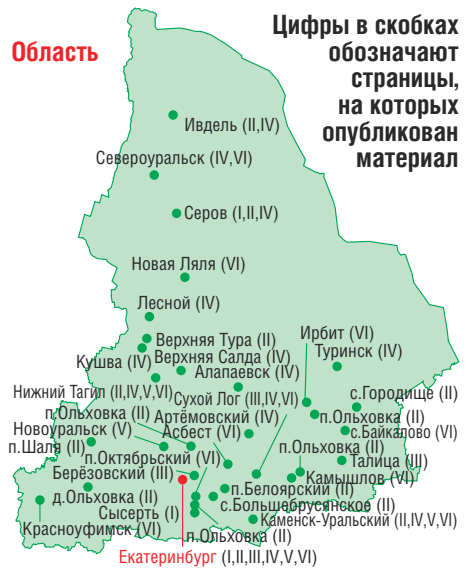 Цифры в скобках
обозначают
страницы,
на которых
опубликован
материал
Область
Ивдель (II,IV)
Североуральск (IV,VI)
Серов (I,II,IV)
Новая Ляля (VI)
Лесной (IV)
Верхняя Тура (II)
Ирбит (VI)
Кушва (IV)
Верхняя Салда (IV)
Туринск (IV)
Алапаевск (IV)
Нижний Тагил (II,IV,V,VI)
Сухой Лог (III,IV,VI)
с.Городище (II)
п.Ольховка (II)
Артёмовский (IV)
п.Ольховка (II)
Новоуральск (V)
Асбест (VI)
с.Байкалово (VI)
п.Шаля (II)
п.Октябрьский (VI)
п.Ольховка (II)
Берёзовский (III)
Талица (III)
Камышлов (VI)
д.Ольховка (II)
п.Белоярский (II)
Сысерть (I)
с.Большебрусянское (II)
Красноуфимск (VI)
Каменск-Уральский (II,IV,V,VI)
п.Ольховка (II)
Екатеринбург (I,II,III,IV,V,VI)